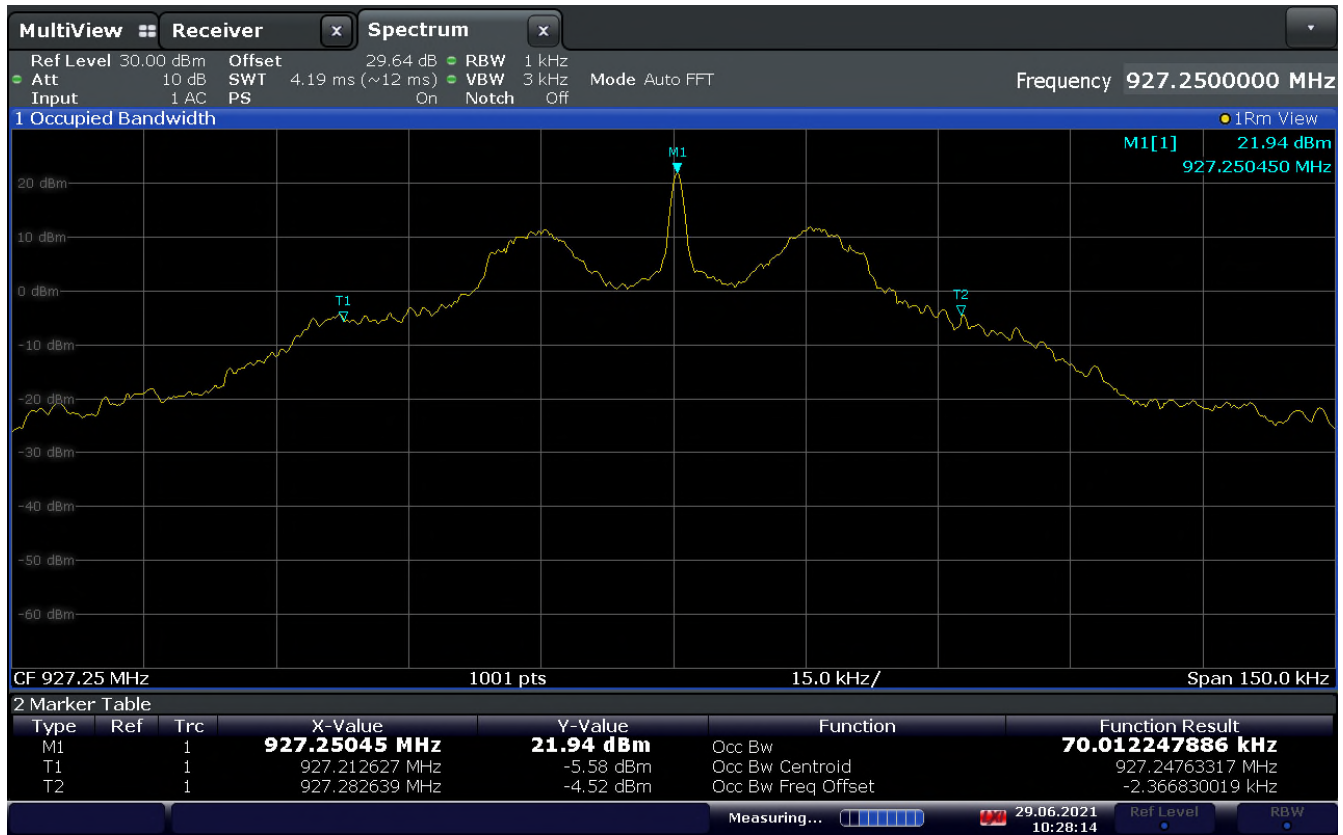 MultiView Receiver x Spectrum x
Ref Level 30.00 dBm Offset 29.64 dB RBW 1 kHz
Att 10 dB SWT 4.19 ms (~12 ms) VBW 3 kHz Mode Auto FFT Frequency 927.2500000 MHz
Input 1 AC PS On Notch Off
1 Occupied Bandwidth 1Rm View
M1[1] 21.94 dBm
927.250450 MHz
M1
20 dBm
10 dBm
0 dBm
T1
T2
-10 dBm
-20 dBm
-30 dBm
-40 dBm
-50 dBm
-60 dBm
CF 927.25 MHz 1001 pts 15.0 kHz/ Span 150.0 kHz
2 Marker Table
Type Ref Trc X-Value Y-Value Function Function Result
M1 1 927.25045 MHz 21.94 dBm Occ Bw 70.012247886 kHz
T1 1 927.212627 MHz -5.58 dBm Occ Bw Centroid 927.24763317 MHz
T2 1 927.282639 MHz -4.52 dBm Occ Bw Freq Offset -2.366830019 kHz
Measuring... 29.06.2021 Ref Level RBW
10:28:14